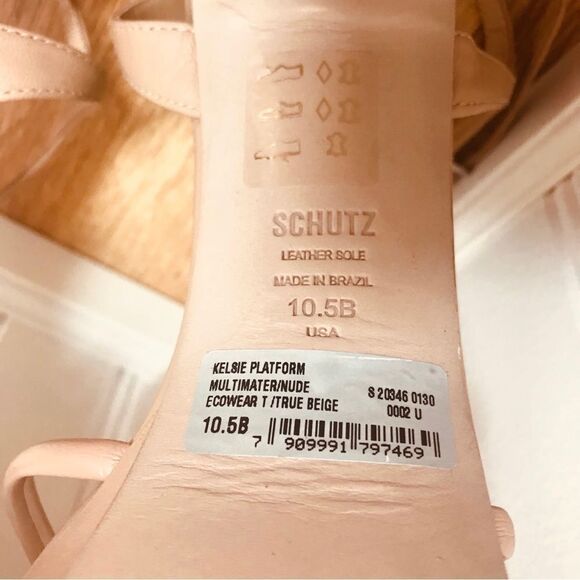 SCHUTZ
LEATHER SOLE
MADE IN BRAZIL
10.5B
USA
KELSIE PLATFORM
MULTIMATER/NUDE
ECOWEAR T /TRUE BEIGE
S 20346 0130
0002 U
10.5B
7 909991 797469